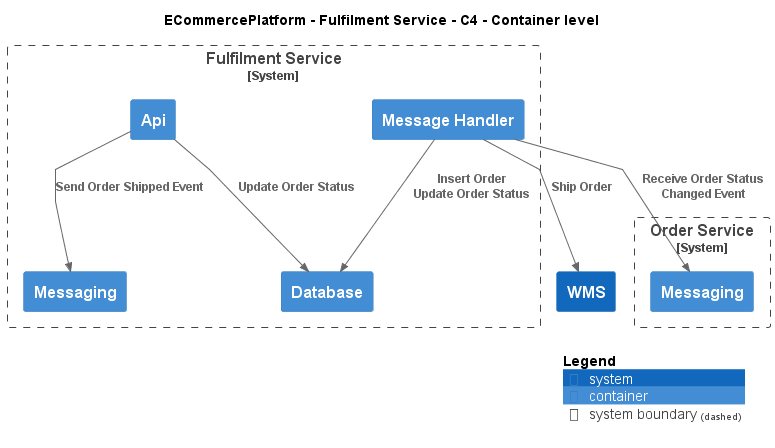 ECommercePlatform - Fulfilment Service - C4 - Container level
Fulfilment Service
[System]
Api
Message Handler
Send Order Shipped Event
Update Order Status
Insert Order
Update Order Status
Ship Order
Receive Order Status
Changed Event
Order Service
[System]
Messaging
Database
WMS
Messaging
Legend
system
container
system boundary (dashed)